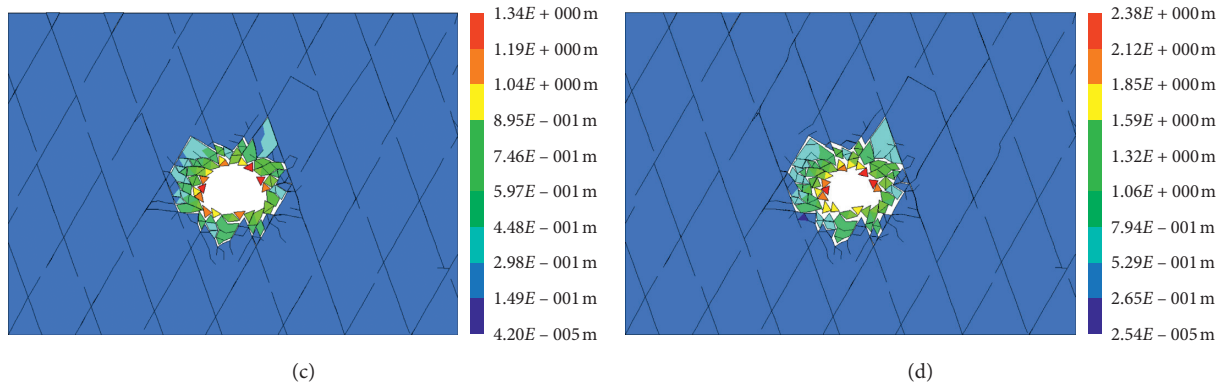 1.34E + 000 m
1.19E + 000 m
1.04E + 000 m
8.95E – 001 m
7.46E – 001 m
5.97E – 001 m
4.48E – 001 m
2.98E – 001 m
1.49E – 001 m
4.20E – 005 m
(c)
2.38E + 000 m
2.12E + 000 m
1.85E + 000 m
1.59E + 000 m
1.32E + 000 m
1.06E + 000 m
7.94E – 001 m
5.29E – 001 m
2.65E – 001 m
2.54E – 005 m
(d)